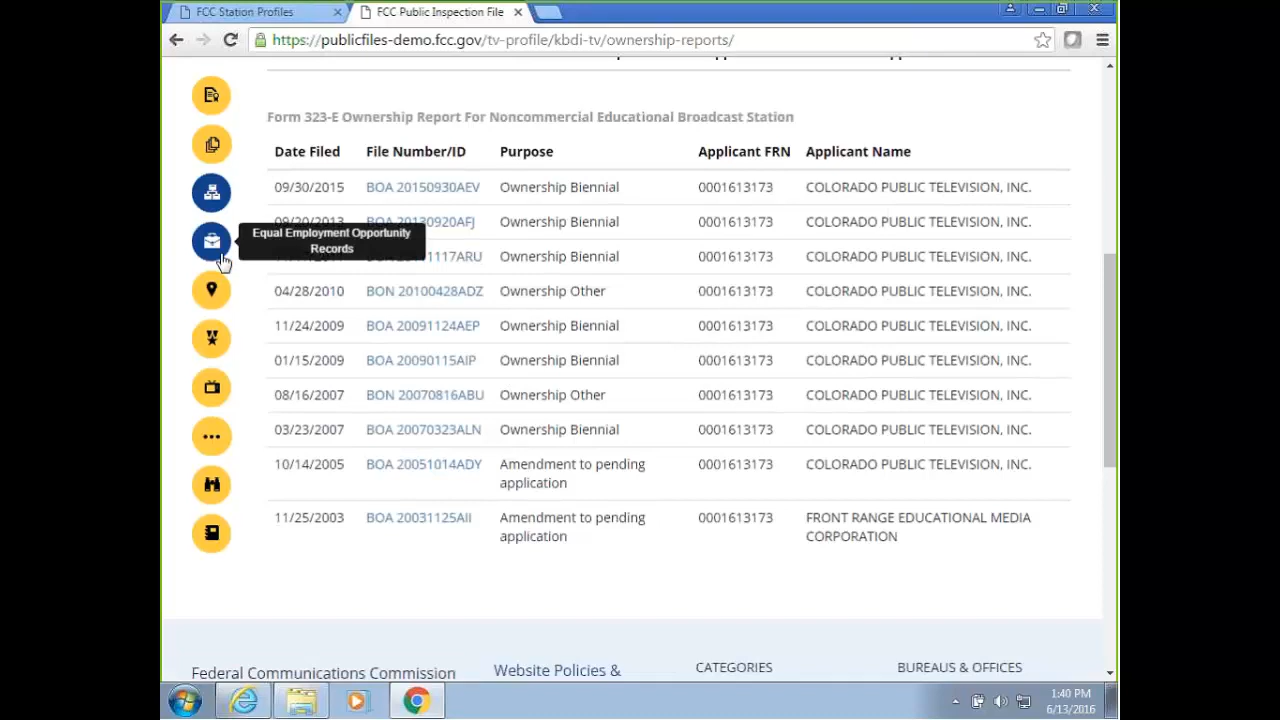 FCC Station Profiles
FCC Public Inspection File
https://publicfiles-demo.fcc.gov/tv-profile/kbdi-tv/ownership-reports/
Form 323-E Ownership Report For Noncommercial Educational Broadcast Station
Date Filed File Number/ID Purpose Applicant FRN Applicant Name
09/30/2015 BOA 20150930AEV Ownership Biennial 0001613173 COLORADO PUBLIC TELEVISION, INC.
09/20/2013 BOA 20130920AFJ Ownership Biennial 0001613173 COLORADO PUBLIC TELEVISION, INC.
Equal Employment Opportunity
Records
1117ARU Ownership Biennial 0001613173 COLORADO PUBLIC TELEVISION, INC.
04/28/2010 BON 20100428ADZ Ownership Other 0001613173 COLORADO PUBLIC TELEVISION, INC.
11/24/2009 BOA 20091124AEP Ownership Biennial 0001613173 COLORADO PUBLIC TELEVISION, INC.
01/15/2009 BOA 20090115AIP Ownership Biennial 0001613173 COLORADO PUBLIC TELEVISION, INC.
08/16/2007 BON 20070816ABU Ownership Other 0001613173 COLORADO PUBLIC TELEVISION, INC.
03/23/2007 BOA 20070323ALN Ownership Biennial 0001613173 COLORADO PUBLIC TELEVISION, INC.
10/14/2005 BOA 20051014ADY Amendment to pending 0001613173 COLORADO PUBLIC TELEVISION, INC.
application
11/25/2003 BOA 20031125AII Amendment to pending 0001613173 FRONT RANGE EDUCATIONAL MEDIA
application CORPORATION
Federal Communications Commission Website Policies & CATEGORIES BUREAUS & OFFICES
1:40 PM
6/13/2016